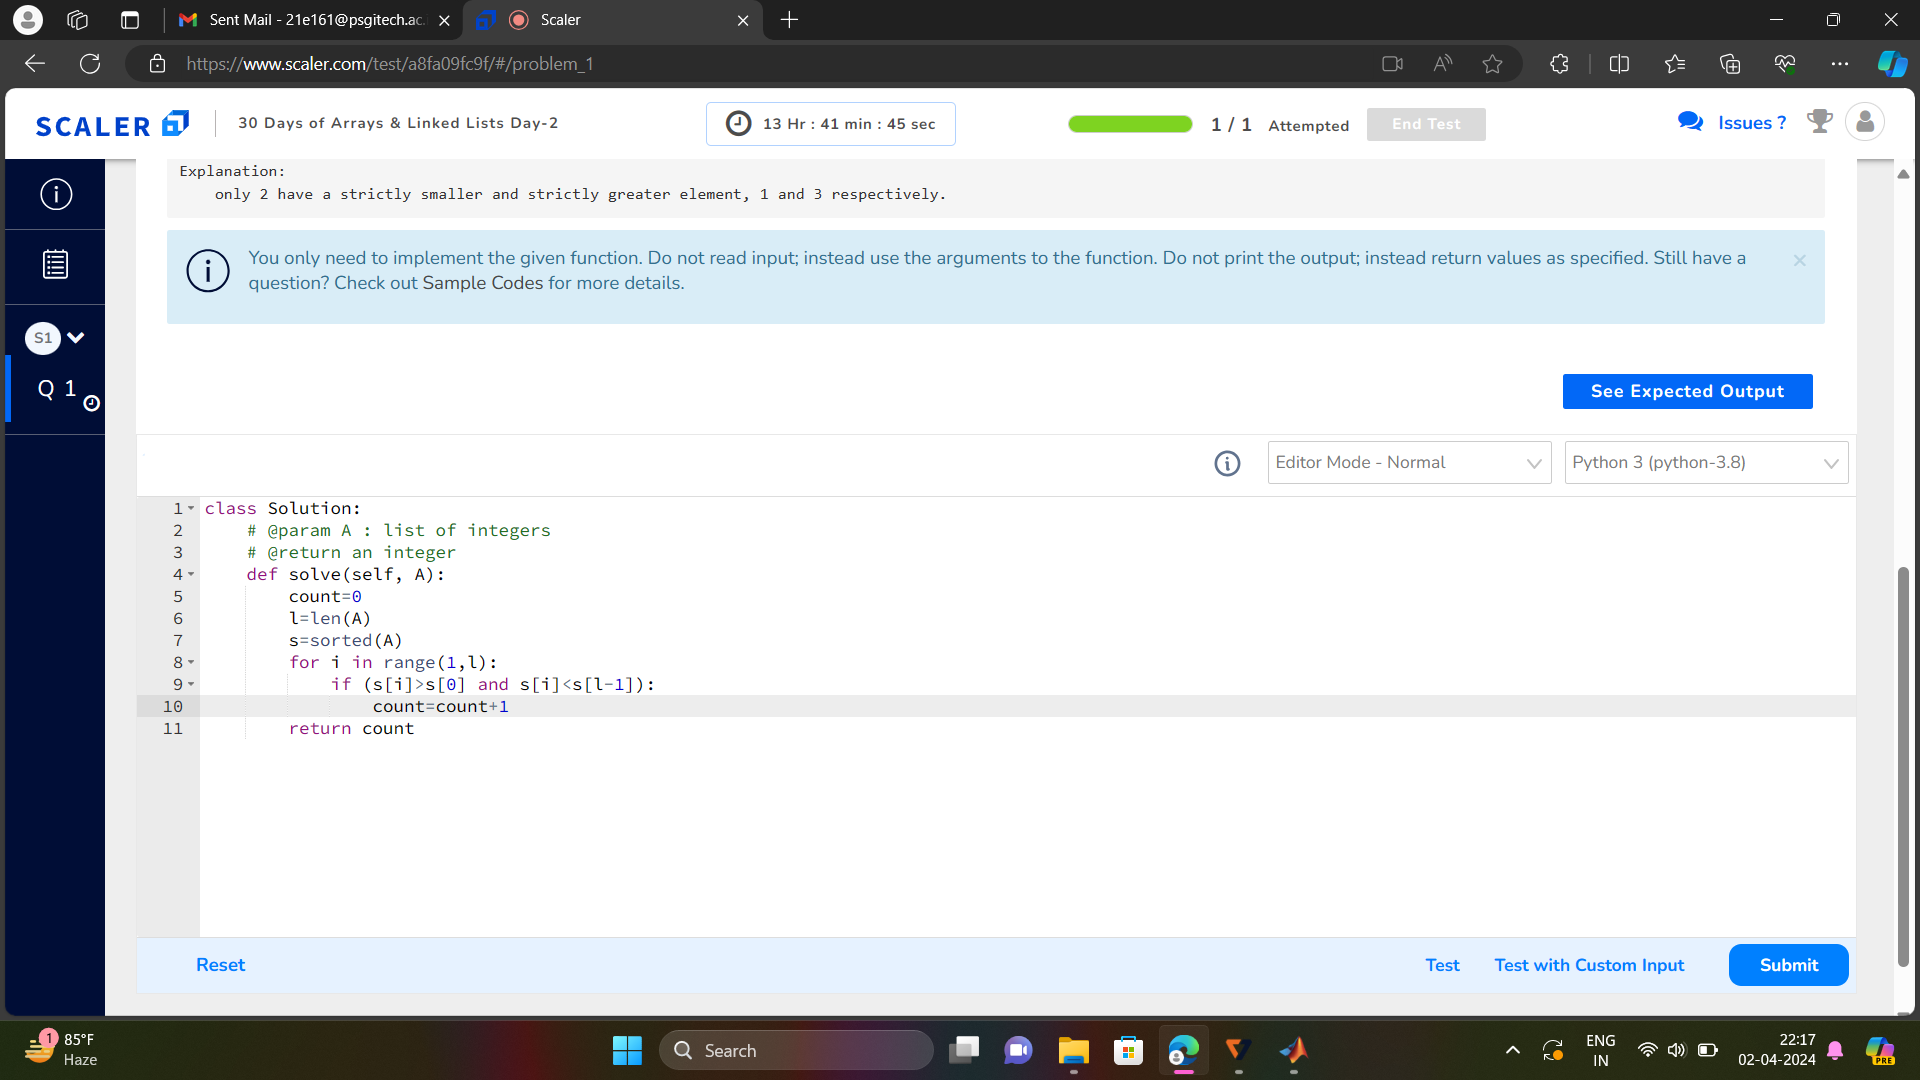 Sent Mail - 21e161@psgitech.ac.
Scaler
https://www.scaler.com/test/a8fa09fc9f/#/problem_1
SCALER
30 Days of Arrays & Linked Lists Day-2
13 Hr : 41 min : 45 sec
1 / 1 Attempted
End Test
Issues ?
Explanation:
only 2 have a strictly smaller and strictly greater element, 1 and 3 respectively.
You only need to implement the given function. Do not read input; instead use the arguments to the function. Do not print the output; instead return values as specified. Still have a
question? Check out Sample Codes for more details.
S1
Q 1
See Expected Output
Editor Mode - Normal
Python 3 (python-3.8)
1 class Solution:
2 # @param A : list of integers
3 # @return an integer
4 def solve(self, A):
5 count=0
6 l=len(A)
7 s=sorted(A)
8 for i in range(1,l):
9 if (s[i]>s[0] and s[i]<s[l-1]):
10 count=count+1
11 return count
Reset
Test
Test with Custom Input
Submit
1
85°F
Haze
Search
ENG
IN
22:17
02-04-2024
PRE